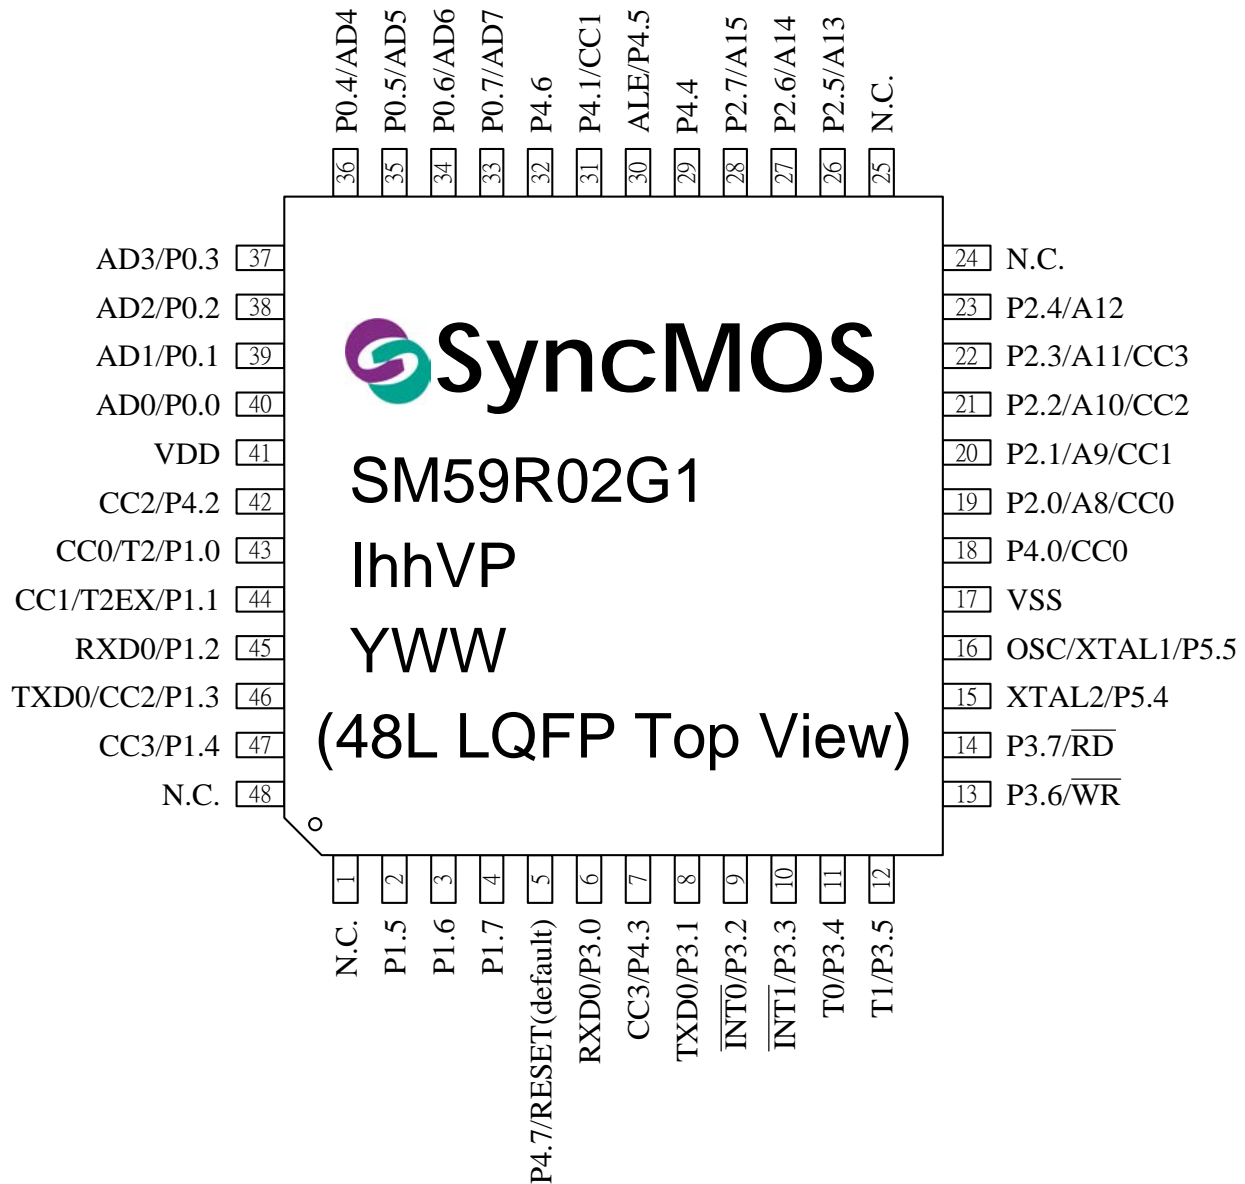 P0.4/AD4
P0.5/AD5
P0.6/AD6
P0.7/AD7
P4.6
P4.1/CC1
ALE/P4.5
P4.4
P2.7/A15
P2.6/A14
P2.5/A13
N.C.
36
35
34
33
32
31
30
29
28
27
26
25
AD3/P0.3 37
AD2/P0.2 38
AD1/P0.1 39
AD0/P0.0 40
VDD 41
CC2/P4.2 42
CC0/T2/P1.0 43
CC1/T2EX/P1.1 44
RXD0/P1.2 45
TXD0/CC2/P1.3 46
CC3/P1.4 47
N.C. 48
SyncMOS
SM59R02G1
IhhVP
YWW
(48L LQFP Top View)
24 N.C.
23 P2.4/A12
22 P2.3/A11/CC3
21 P2.2/A10/CC2
20 P2.1/A9/CC1
19 P2.0/A8/CC0
18 P4.0/CC0
17 VSS
16 OSC/XTAL1/P5.5
15 XTAL2/P5.4
14 P3.7/R̅D̅
13 P3.6/W̅R̅
1
2
3
4
5
6
7
8
9
10
11
12
N.C.
P1.5
P1.6
P1.7
P4.7/RESET(default)
RXD0/P3.0
CC3/P4.3
TXD0/P3.1
I̅N̅T̅0̅/P3.2
I̅N̅T̅1̅/P3.3
T0/P3.4
T1/P3.5